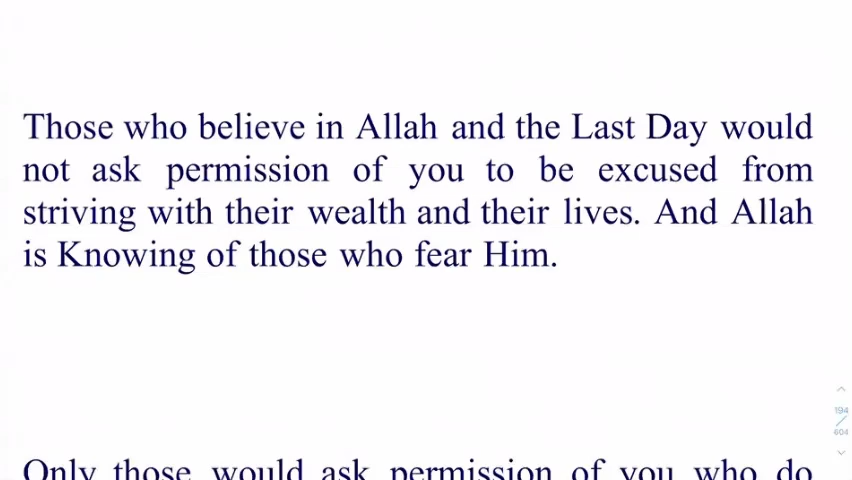 Those who believe in Allah and the Last Day would
not ask permission of you to be excused from
striving with their wealth and their lives. And Allah
is Knowing of those who fear Him.
194
604
Only those would ask permission of you who do